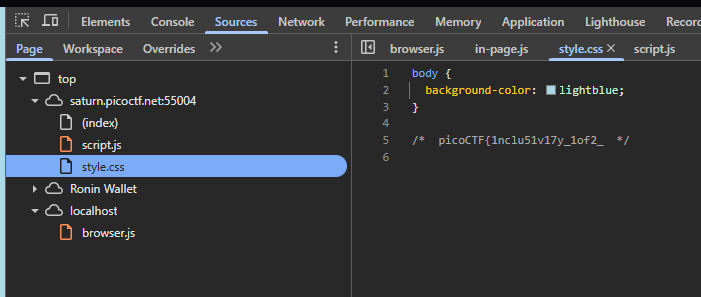 Elements Console Sources Network Performance Memory Application Lighthouse Recor
Page Workspace Overrides
top
saturn.picoctf.net:55004
(index)
script.js
style.css
Ronin Wallet
localhost
browser.js
browser.js in-page.js style.css script.js
1 body {
2 background-color: lightblue;
3 }
4
5 /* picoCTF{1nclu51v17y_1of2_ */
6